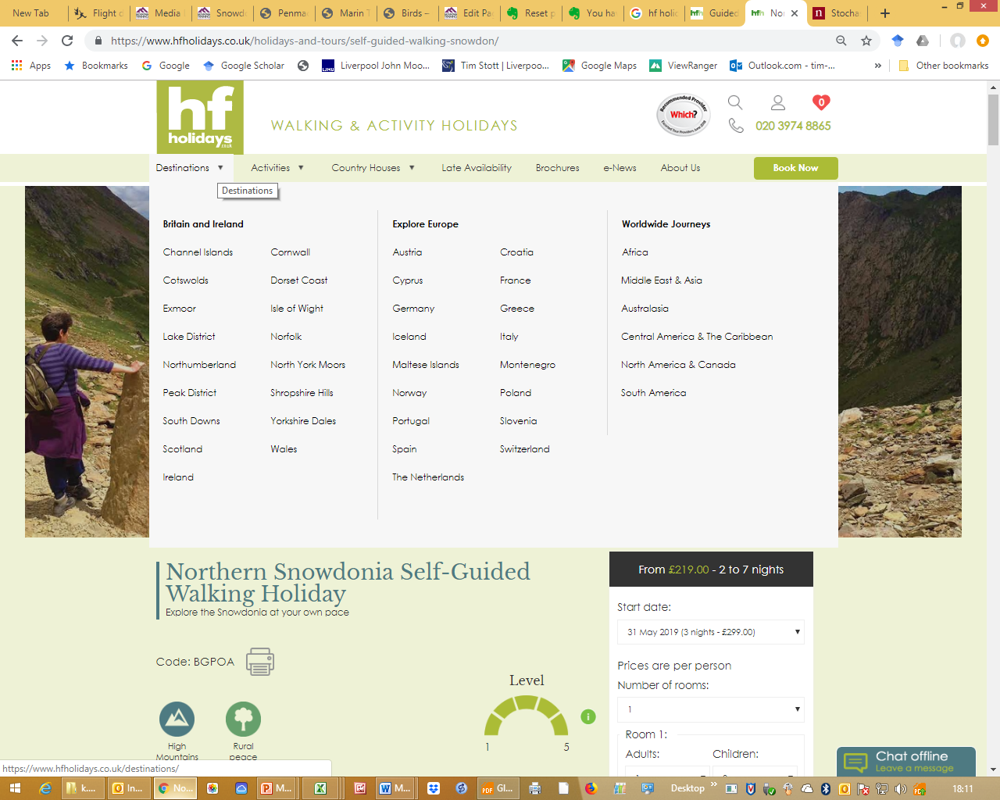 New Tab
Flight d
Media
Snowd
Penma
Marin T
Birds –
Edit Pa
Reset p
You ha
hf holid
Guided
Nor
Stocha
https://www.hfholidays.co.uk/holidays-and-tours/self-guided-walking-snowdon/
Apps
Bookmarks
Google
Google Scholar
LJMU
Liverpool John Moo...
Tim Stott | Liverpoo...
Google Maps
ViewRanger
Outlook.com - tim-...
»
Other bookmarks
hf
holidays
.co.uk
WALKING & ACTIVITY HOLIDAYS
Recommended Provider
Which?
0
020 3974 8865
Destinations
Activities
Country Houses
Late Availability
Brochures
e-News
About Us
Book Now
Destinations
Britain and Ireland
Channel Islands
Cornwall
Cotswolds
Dorset Coast
Exmoor
Isle of Wight
Lake District
Norfolk
Northumberland
North York Moors
Peak District
Shropshire Hills
South Downs
Yorkshire Dales
Scotland
Wales
Ireland
Explore Europe
Austria
Croatia
Cyprus
France
Germany
Greece
Iceland
Italy
Maltese Islands
Montenegro
Norway
Poland
Portugal
Slovenia
Spain
Switzerland
The Netherlands
Worldwide Journeys
Africa
Middle East & Asia
Australasia
Central America & The Caribbean
North America & Canada
South America
Northern Snowdonia Self-Guided
Walking Holiday
Explore the Snowdonia at your own pace
Code: BGPOA
High
Mountains
Rural
peace
Level
1
5
i
From £219.00 - 2 to 7 nights
Start date:
31 May 2019 (3 nights - £299.00)
Prices are per person
Number of rooms:
1
Room 1:
Adults:
Children:
Chat offline
Leave a message
https://www.hfholidays.co.uk/destinations/
k....
In...
No...
M...
M...
Gl...
Desktop
»
18:11